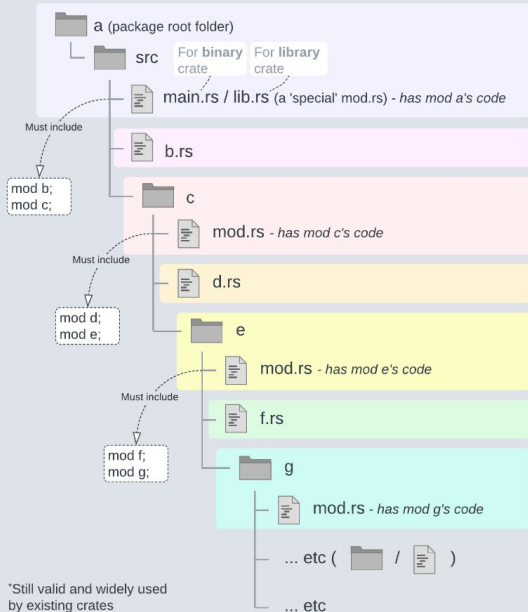 a (package root folder)
src
For binary crate
For library crate
main.rs / lib.rs (a 'special' mod.rs) - has mod a's code
Must include
mod b;
mod c;
b.rs
c
mod.rs - has mod c's code
Must include
mod d;
mod e;
d.rs
e
mod.rs - has mod e's code
Must include
mod f;
mod g;
f.rs
g
mod.rs - has mod g's code
... etc ( / )
... etc
*Still valid and widely used
by existing crates